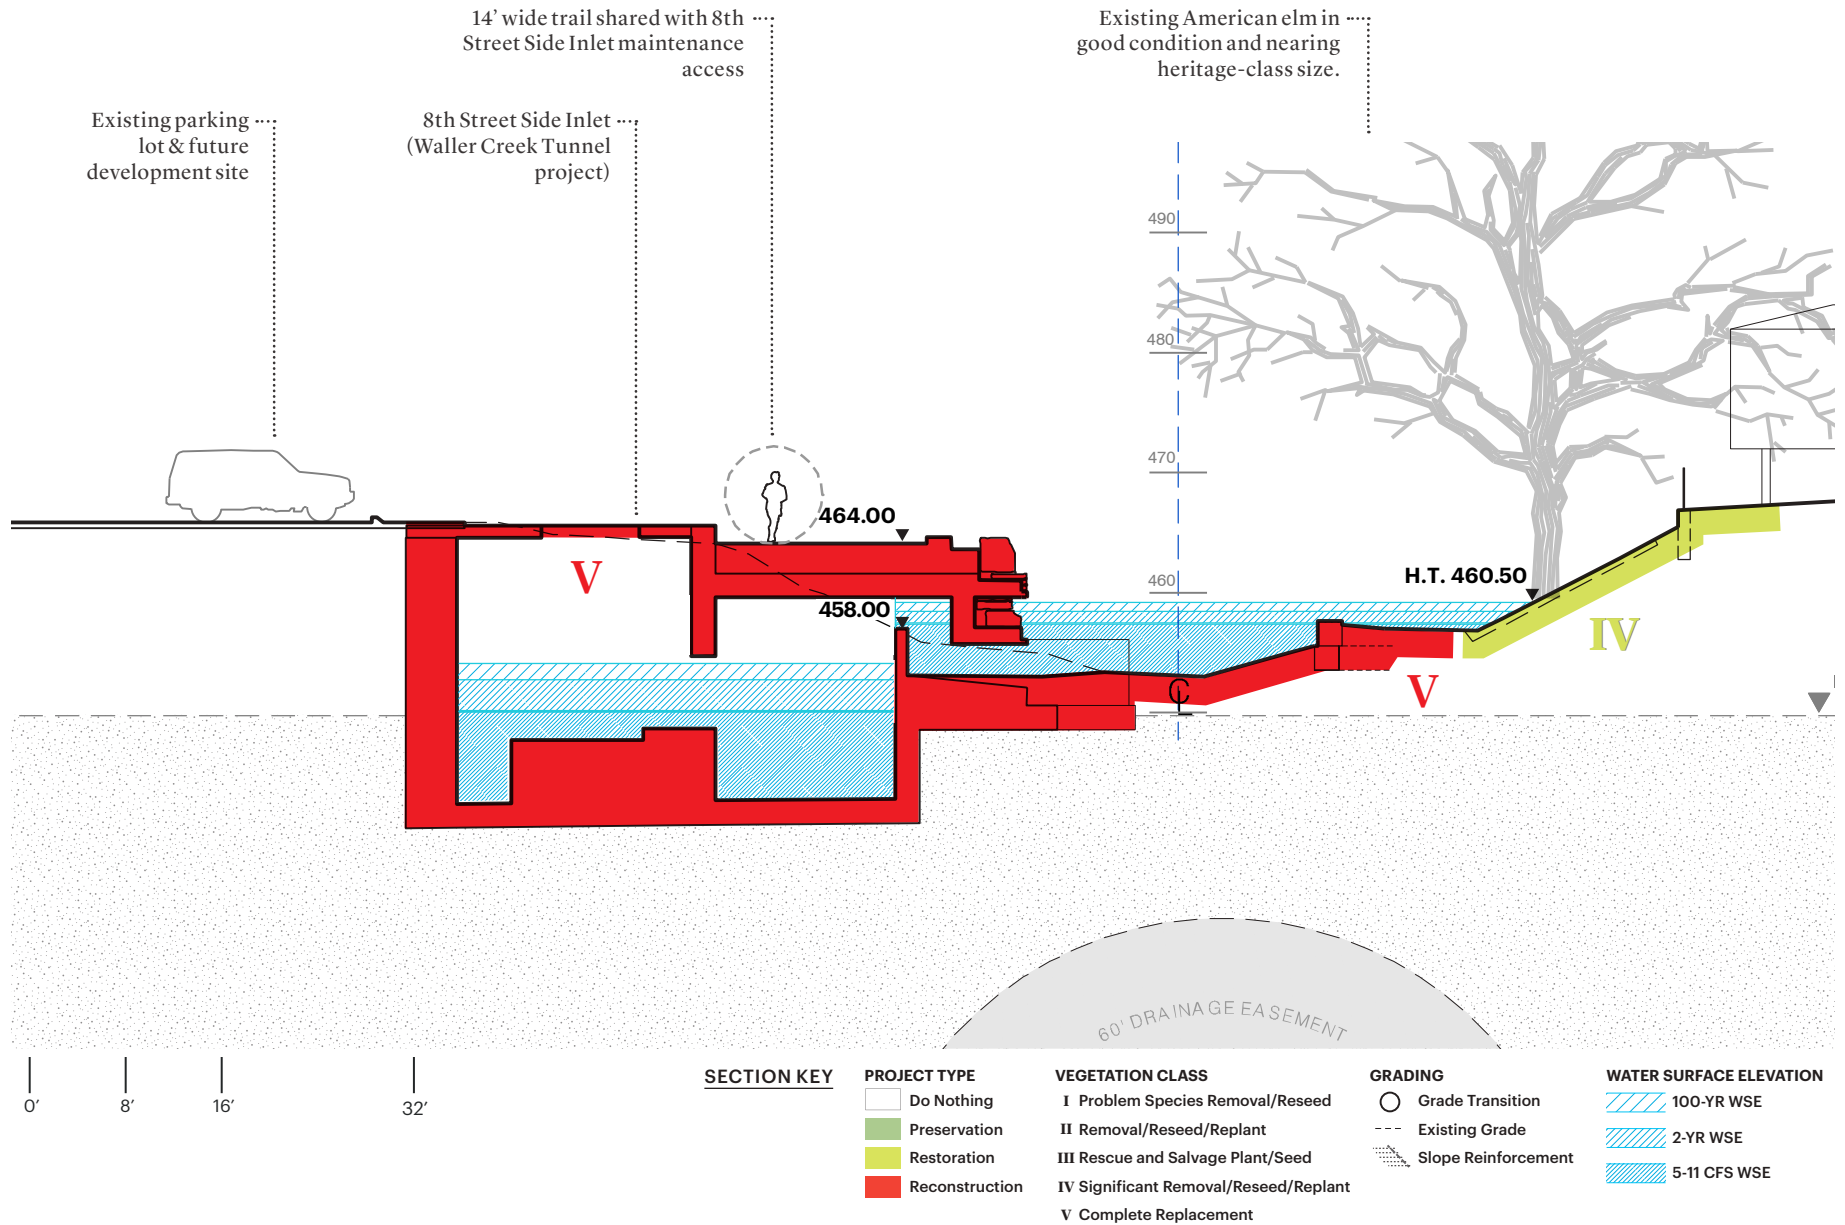 14’ wide trail shared with 8th
Street Side Inlet maintenance
access
Existing American elm in
good condition and nearing
heritage-class size.
Existing parking
lot & future
development site
8th Street Side Inlet
(Waller Creek Tunnel
project)
490
480
470
460
464.00
458.00
H.T. 460.50
V
IV
V
CL
60' DRAINAGE EASEMENT
0’
8’
16’
32’
SECTION KEY
PROJECT TYPE
Do Nothing
Preservation
Restoration
Reconstruction
VEGETATION CLASS
I Problem Species Removal/Reseed
II Removal/Reseed/Replant
III Rescue and Salvage Plant/Seed
IV Significant Removal/Reseed/Replant
V Complete Replacement
GRADING
Grade Transition
Existing Grade
Slope Reinforcement
WATER SURFACE ELEVATION
100-YR WSE
2-YR WSE
5-11 CFS WSE